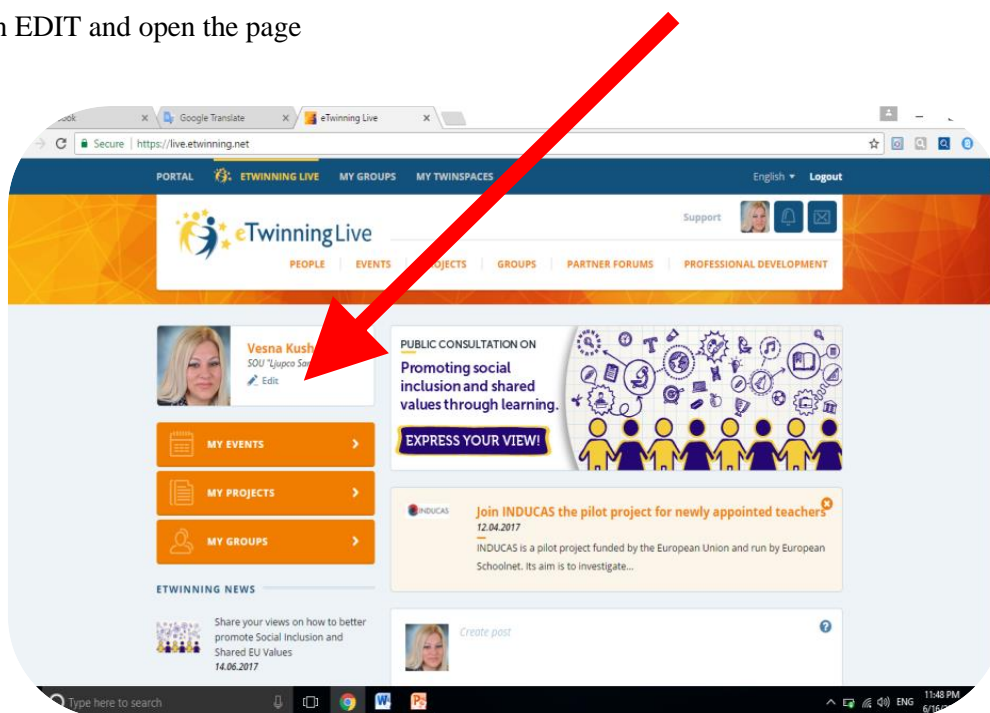 EDIT and open the page
Google Translate
eTwinning Live
Secure
https://live.etwinning.net
PORTAL ETWINNING LIVE MY GROUPS MY TWINSPACES English Logout
eTwinningLive
Support
PEOPLE EVENTS GROUPS PARTNER FORUMS PROFESSIONAL DEVELOPMENT
Vesna
SOU "Ljupco
Edit
MY EVENTS
MY PROJECTS
MY GROUPS
ETWINNING NEWS
Share your views on how to better
promote Social Inclusion and
Shared EU Values
14.06.2017
PUBLIC CONSULTATION ON
Promoting social
inclusion and shared
values through learning.
EXPRESS YOUR VIEW!
INDUCAS
Join INDUCAS the pilot project for newly appointed teachers
12.04.2017
INDUCAS is a pilot project funded by the European Union and run by European
Schoolnet. Its aim is to investigate...
Create post
Type here to search
ENG
11:48 PM